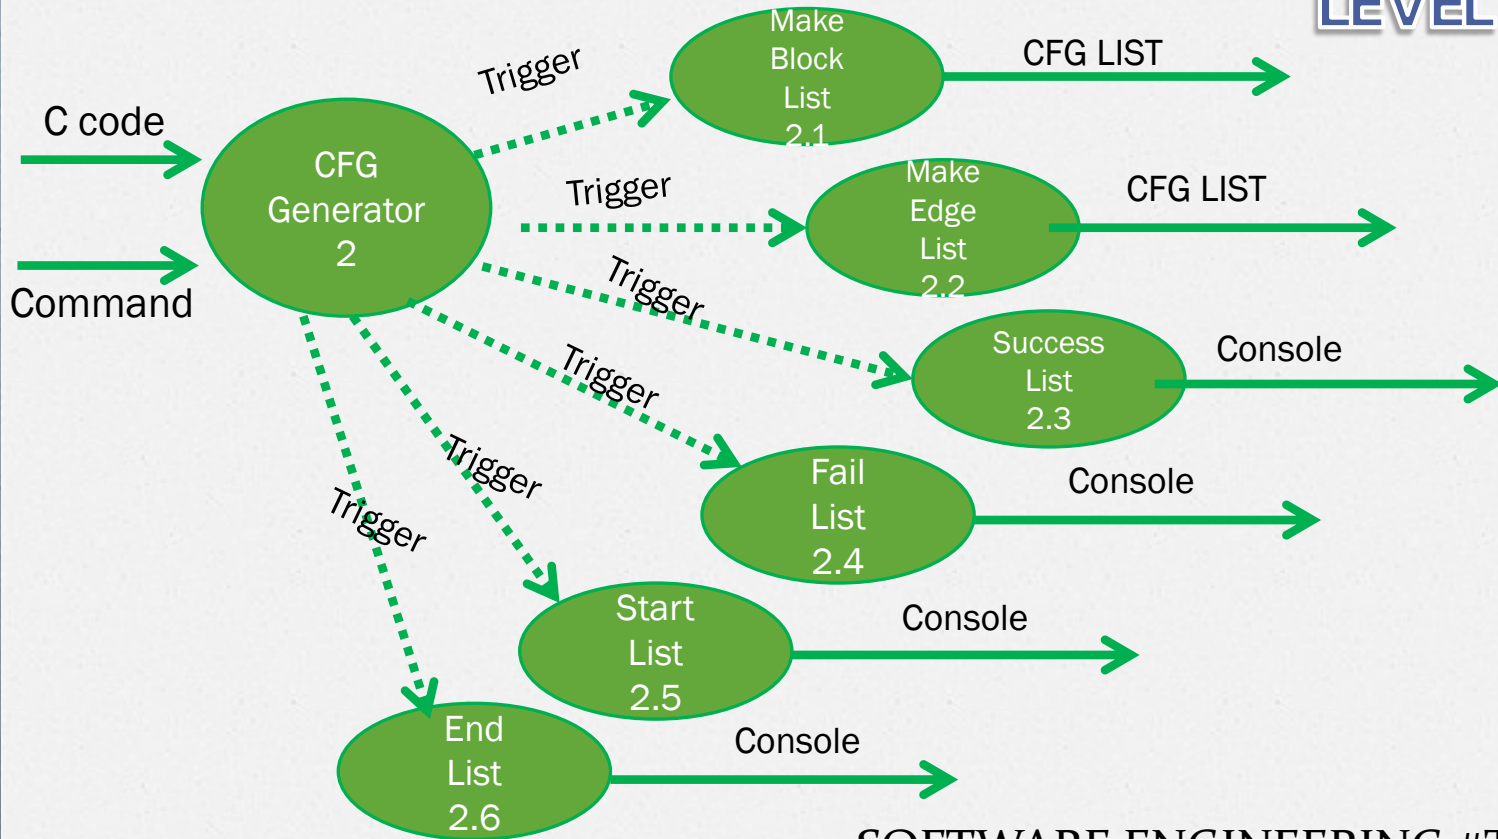 LEVEL
Make
Block
List
2.1
CFG LIST
Trigger
C code
CFG
Generator
2
Command
Trigger
Make
Edge
List
2.2
CFG LIST
Trigger
Success
List
2.3
Console
Trigger
Fail
List
2.4
Console
Trigger
Start
List
2.5
Console
Trigger
End
List
2.6
Console
SOFTWARE ENGINEERING